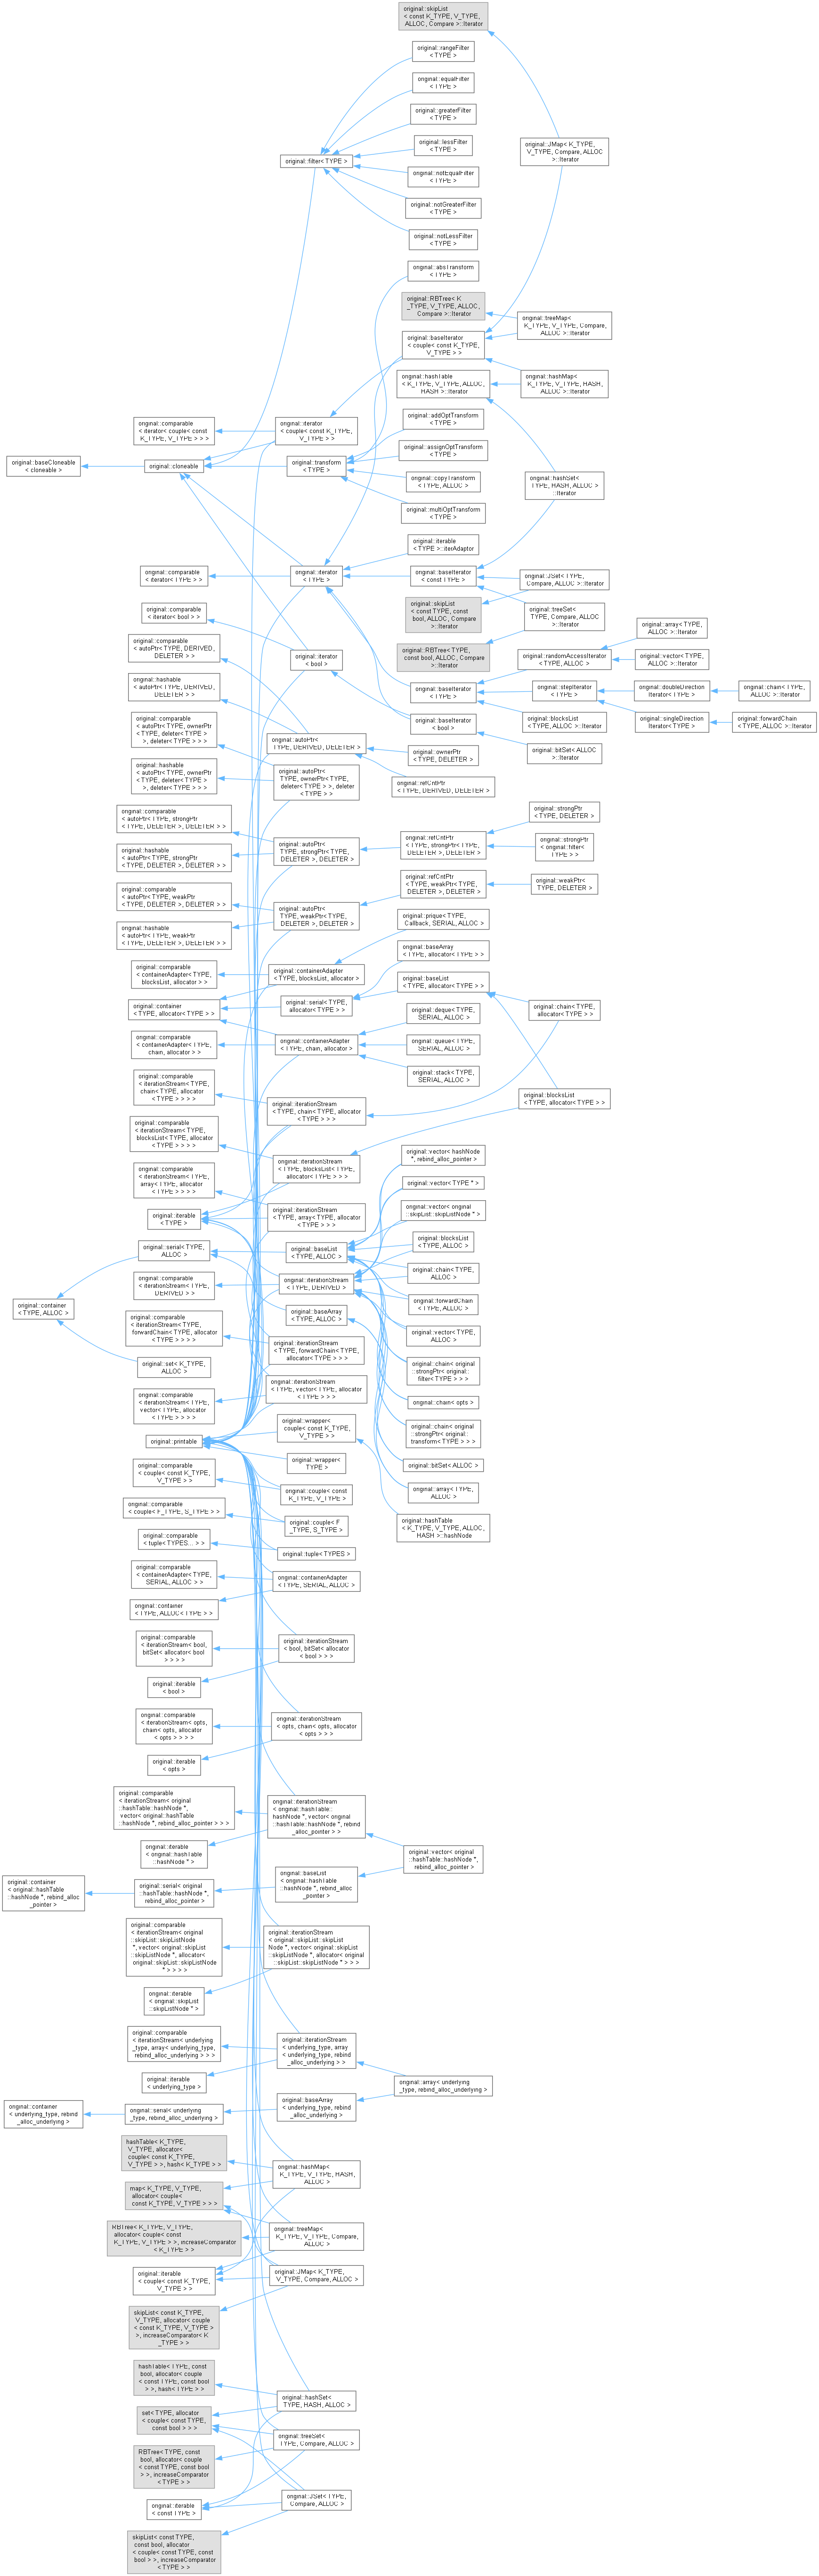 original::skipList
< const K_TYPE, V_TYPE,
ALLOC, Compare >::Iterator
original::rangeFilter
< TYPE >
original::equalFilter
< TYPE >
original::greaterFilter
< TYPE >
original::lessFilter
< TYPE >
original::JMap< K_TYPE,
V_TYPE, Compare, ALLOC
>::Iterator
original::filter< TYPE >
original::notEqualFilter
< TYPE >
original::notGreaterFilter
< TYPE >
original::notLessFilter
< TYPE >
original::absTransform
< TYPE >
original::RBTree< K
_TYPE, V_TYPE, ALLOC,
Compare >::Iterator
original::treeMap<
K_TYPE, V_TYPE, Compare,
ALLOC >::Iterator
original::baseIterator
< couple< const K_TYPE,
V_TYPE > >
original::hashTable
< K_TYPE, V_TYPE, ALLOC,
HASH >::Iterator
original::hashMap<
K_TYPE, V_TYPE, HASH,
ALLOC >::Iterator
original::addOptTransform
< TYPE >
original::comparable
< iterator< couple< const
K_TYPE, V_TYPE > > >
original::iterator
< couple< const K_TYPE,
V_TYPE > >
original::assignOptTransform
< TYPE >
original::baseCloneable
< cloneable >
original::cloneable
original::transform
< TYPE >
original::copyTransform
< TYPE, ALLOC >
original::hashSet<
TYPE, HASH, ALLOC >
::Iterator
original::multiOptTransform
< TYPE >
original::iterable
< TYPE >::iterAdaptor
original::comparable
< iterator< TYPE > >
original::iterator
< TYPE >
original::baseIterator
< const TYPE >
original::JSet< TYPE,
Compare, ALLOC >::Iterator
original::skipList
< const TYPE, const
bool, ALLOC, Compare
>::Iterator
original::treeSet<
TYPE, Compare, ALLOC
>::Iterator
original::comparable
< iterator< bool > >
original::array< TYPE,
ALLOC >::Iterator
original::comparable
< autoPtr< TYPE, DERIVED,
DELETER > >
original::iterator
< bool >
original::RBTree< TYPE,
const bool, ALLOC, Compare
>::Iterator
original::randomAccessIterator
< TYPE, ALLOC >
original::vector< TYPE,
ALLOC >::Iterator
original::hashable
< autoPtr< TYPE, DERIVED,
DELETER > >
original::baseIterator
< TYPE >
original::stepIterator
< TYPE, ALLOC >
original::doubleDirection
Iterator< TYPE >
original::chain< TYPE,
ALLOC >::Iterator
original::blocksList
< TYPE, ALLOC >::Iterator
original::singleDirection
Iterator< TYPE >
original::forwardChain
< TYPE, ALLOC >::Iterator
original::comparable
< autoPtr< TYPE, ownerPtr
< TYPE, deleter< TYPE >
>, deleter< TYPE > > >
original::autoPtr<
TYPE, DERIVED, DELETER >
original::baseIterator
< bool >
original::bitSet< ALLOC
>::Iterator
original::ownerPtr
< TYPE, DELETER >
original::hashable
< autoPtr< TYPE, ownerPtr
< TYPE, deleter< TYPE
> >, deleter< TYPE > > >
original::autoPtr<
TYPE, ownerPtr< TYPE,
deleter< TYPE > >, deleter
< TYPE > >
original::refCntPtr
< TYPE, DERIVED, DELETER >
original::comparable
< autoPtr< TYPE, strongPtr
< TYPE, DELETER >, DELETER > >
original::strongPtr
< TYPE, DELETER >
original::hashable
< autoPtr< TYPE, strongPtr
< TYPE, DELETER >, DELETER > >
original::autoPtr<
TYPE, strongPtr< TYPE,
DELETER >, DELETER >
original::refCntPtr
< TYPE, strongPtr< TYPE,
DELETER >, DELETER >
original::strongPtr
< original::filter<
TYPE > >
original::comparable
< autoPtr< TYPE, weakPtr
< TYPE, DELETER >, DELETER > >
original::refCntPtr
< TYPE, weakPtr< TYPE,
DELETER >, DELETER >
original::weakPtr<
TYPE, DELETER >
original::hashable
< autoPtr< TYPE, weakPtr
< TYPE, DELETER >, DELETER > >
original::autoPtr<
TYPE, weakPtr< TYPE,
DELETER >, DELETER >
original::prique< TYPE,
Callback, SERIAL, ALLOC >
original::comparable
< containerAdapter< TYPE,
blocksList, allocator > >
original::containerAdapter
< TYPE, blocksList, allocator >
original::baseArray
< TYPE, allocator< TYPE > >
original::container
< TYPE, allocator< TYPE > >
original::serial< TYPE,
allocator< TYPE > >
original::baseList
< TYPE, allocator< TYPE > >
original::chain< TYPE,
allocator< TYPE > >
original::deque< TYPE,
SERIAL, ALLOC >
original::comparable
< containerAdapter< TYPE,
chain, allocator > >
original::containerAdapter
< TYPE, chain, allocator >
original::queue< TYPE,
SERIAL, ALLOC >
original::stack< TYPE,
SERIAL, ALLOC >
original::comparable
< iterationStream< TYPE,
chain< TYPE, allocator
< TYPE > > > >
original::iterationStream
< TYPE, chain< TYPE, allocator
< TYPE > > >
original::blocksList
< TYPE, allocator< TYPE > >
original::comparable
< iterationStream< TYPE,
blocksList< TYPE, allocator
< TYPE > > > >
original::iterationStream
< TYPE, blocksList< TYPE,
allocator< TYPE > > >
original::vector< hashNode
*, rebind_alloc_pointer >
original::comparable
< iterationStream< TYPE,
array< TYPE, allocator
< TYPE > > > >
original::vector< TYPE * >
original::iterable
< TYPE >
original::iterationStream
< TYPE, array< TYPE, allocator
< TYPE > > >
original::vector< original
::skipList::skipListNode * >
original::serial< TYPE,
ALLOC >
original::baseList
< TYPE, ALLOC >
original::blocksList
< TYPE, ALLOC >
original::comparable
< iterationStream< TYPE,
DERIVED > >
original::iterationStream
< TYPE, DERIVED >
original::chain< TYPE,
ALLOC >
original::container
< TYPE, ALLOC >
original::baseArray
< TYPE, ALLOC >
original::forwardChain
< TYPE, ALLOC >
original::comparable
< iterationStream< TYPE,
forwardChain< TYPE, allocator
< TYPE > > > >
original::iterationStream
< TYPE, forwardChain< TYPE,
allocator< TYPE > > >
original::vector< TYPE,
ALLOC >
original::set< K_TYPE,
ALLOC >
original::chain< original
::strongPtr< original::
filter< TYPE > > >
original::comparable
< iterationStream< TYPE,
vector< TYPE, allocator
< TYPE > > > >
original::iterationStream
< TYPE, vector< TYPE, allocator
< TYPE > > >
original::chain< opts >
original::printable
original::wrapper<
couple< const K_TYPE,
V_TYPE > >
original::chain< original
::strongPtr< original::
transform< TYPE > > >
original::wrapper<
TYPE >
original::bitSet< ALLOC >
original::comparable
< couple< const K_TYPE,
V_TYPE > >
original::couple< const
K_TYPE, V_TYPE >
original::array< TYPE,
ALLOC >
original::comparable
< couple< F_TYPE, S_TYPE > >
original::couple< F
_TYPE, S_TYPE >
original::hashTable
< K_TYPE, V_TYPE, ALLOC,
HASH >::hashNode
original::comparable
< tuple< TYPES... > >
original::tuple< TYPES >
original::comparable
< containerAdapter< TYPE,
SERIAL, ALLOC > >
original::containerAdapter
< TYPE, SERIAL, ALLOC >
original::container
< TYPE, ALLOC< TYPE > >
original::comparable
< iterationStream< bool,
bitSet< allocator< bool
> > > >
original::iterationStream
< bool, bitSet< allocator
< bool > > >
original::iterable
< bool >
original::comparable
< iterationStream< opts,
chain< opts, allocator
< opts > > > >
original::iterationStream
< opts, chain< opts, allocator
< opts > > >
original::iterable
< opts >
original::comparable
< iterationStream< original
::hashTable::hashNode *,
vector< original::hashTable
::hashNode *, rebind_alloc_pointer > > >
original::iterationStream
< original::hashTable::
hashNode *, vector< original
::hashTable::hashNode *, rebind
_alloc_pointer > >
original::iterable
< original::hashTable
::hashNode * >
original::vector< original
::hashTable::hashNode *,
rebind_alloc_pointer >
original::container
< original::hashTable
::hashNode *, rebind_alloc
_pointer >
original::serial< original
::hashTable::hashNode *,
rebind_alloc_pointer >
original::baseList
< original::hashTable
::hashNode *, rebind_alloc
_pointer >
original::comparable
< iterationStream< original
::skipList::skipListNode
*, vector< original::skipList
::skipListNode *, allocator<
original::skipList::skipListNode
* > > > >
original::iterationStream
< original::skipList::skipList
Node *, vector< original::skipList
::skipListNode *, allocator< original
::skipList::skipListNode * > > >
original::iterable
< original::skipList
::skipListNode * >
original::comparable
< iterationStream< underlying
_type, array< underlying_type,
rebind_alloc_underlying > > >
original::iterationStream
< underlying_type, array
< underlying_type, rebind
_alloc_underlying > >
original::iterable
< underlying_type >
original::array< underlying
_type, rebind_alloc_underlying >
original::container
< underlying_type, rebind
_alloc_underlying >
original::serial< underlying
_type, rebind_alloc_underlying >
original::baseArray
< underlying_type, rebind
_alloc_underlying >
hashTable< K_TYPE,
V_TYPE, allocator<
couple< const K_TYPE,
V_TYPE > >, hash< K_TYPE > >
original::hashMap<
K_TYPE, V_TYPE, HASH,
ALLOC >
map< K_TYPE, V_TYPE,
allocator< couple<
const K_TYPE, V_TYPE > > >
RBTree< K_TYPE, V_TYPE,
allocator< couple< const
K_TYPE, V_TYPE > >, increaseComparator
< K_TYPE > >
original::treeMap<
K_TYPE, V_TYPE, Compare,
ALLOC >
original::iterable
< couple< const K_TYPE,
V_TYPE > >
original::JMap< K_TYPE,
V_TYPE, Compare, ALLOC >
skipList< const K_TYPE,
V_TYPE, allocator< couple
< const K_TYPE, V_TYPE >
>, increaseComparator< K
_TYPE > >
hashTable< TYPE, const
bool, allocator< couple
< const TYPE, const bool
> >, hash< TYPE > >
original::hashSet<
TYPE, HASH, ALLOC >
set< TYPE, allocator
< couple< const TYPE,
const bool > > >
original::treeSet<
TYPE, Compare, ALLOC >
RBTree< TYPE, const
bool, allocator< couple
< const TYPE, const bool
> >, increaseComparator
< TYPE > >
original::iterable
< const TYPE >
original::JSet< TYPE,
Compare, ALLOC >
skipList< const TYPE,
const bool, allocator
< couple< const TYPE, const
bool > >, increaseComparator
< TYPE > >